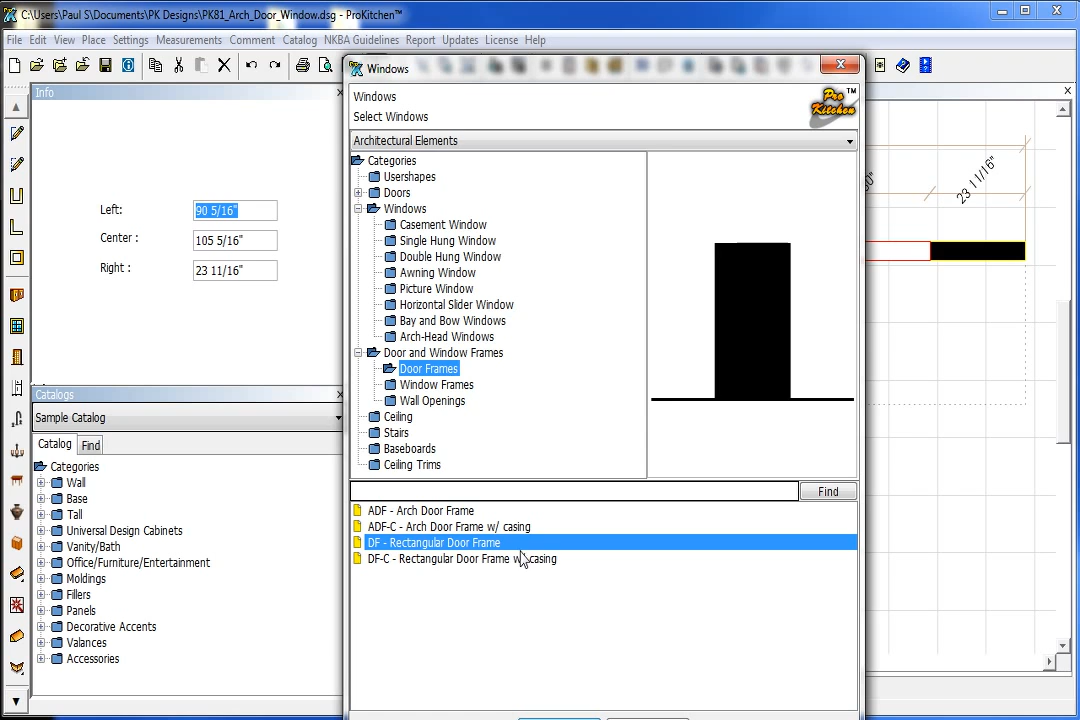 C:\Users\Paul S\Documents\PK Designs\PK81_Arch_Door_Window.dsg - ProKitchen™
File Edit View Place Settings Measurements Comment Catalog NKBA Guidelines Report Updates License Help
Info
Left: 90 5/16"
Center : 105 5/16"
Right : 23 11/16"
Catalogs
Sample Catalog
Catalog Find
Categories
Wall
Base
Tall
Universal Design Cabinets
Vanity/Bath
Office/Furniture/Entertainment
Moldings
Fillers
Panels
Decorative Accents
Valances
Accessories
Windows
Windows
Select Windows
Pro Kitchen™
Architectural Elements
Categories
Usershapes
Doors
Windows
Casement Window
Single Hung Window
Double Hung Window
Awning Window
Picture Window
Horizontal Slider Window
Bay and Bow Windows
Arch-Head Windows
Door and Window Frames
Door Frames
Window Frames
Wall Openings
Ceiling
Stairs
Baseboards
Ceiling Trims
Find
ADF - Arch Door Frame
ADF-C - Arch Door Frame w/ casing
DF - Rectangular Door Frame
DF-C - Rectangular Door Frame w/ casing
23 11/16"